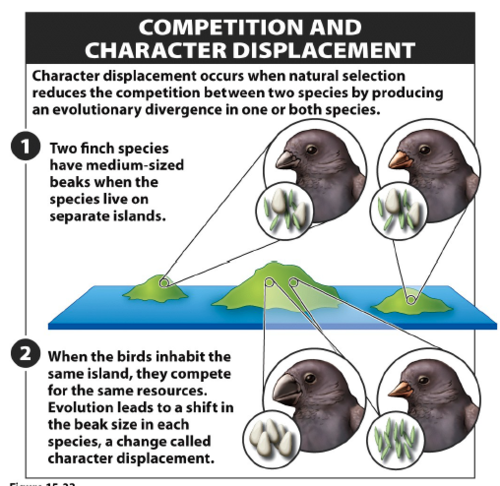 COMPETITION AND
CHARACTER DISPLACEMENT
Character displacement occurs when natural selection
reduces the competition between two species by producing
an evolutionary divergence in one or both species.
1
Two finch species
have medium-sized
beaks when the
species live on
separate islands.
2
When the birds inhabit the
same island, they compete
for the same resources.
Evolution leads to a shift in
the beak size in each
species, a change called
character displacement.
Figure 15-23